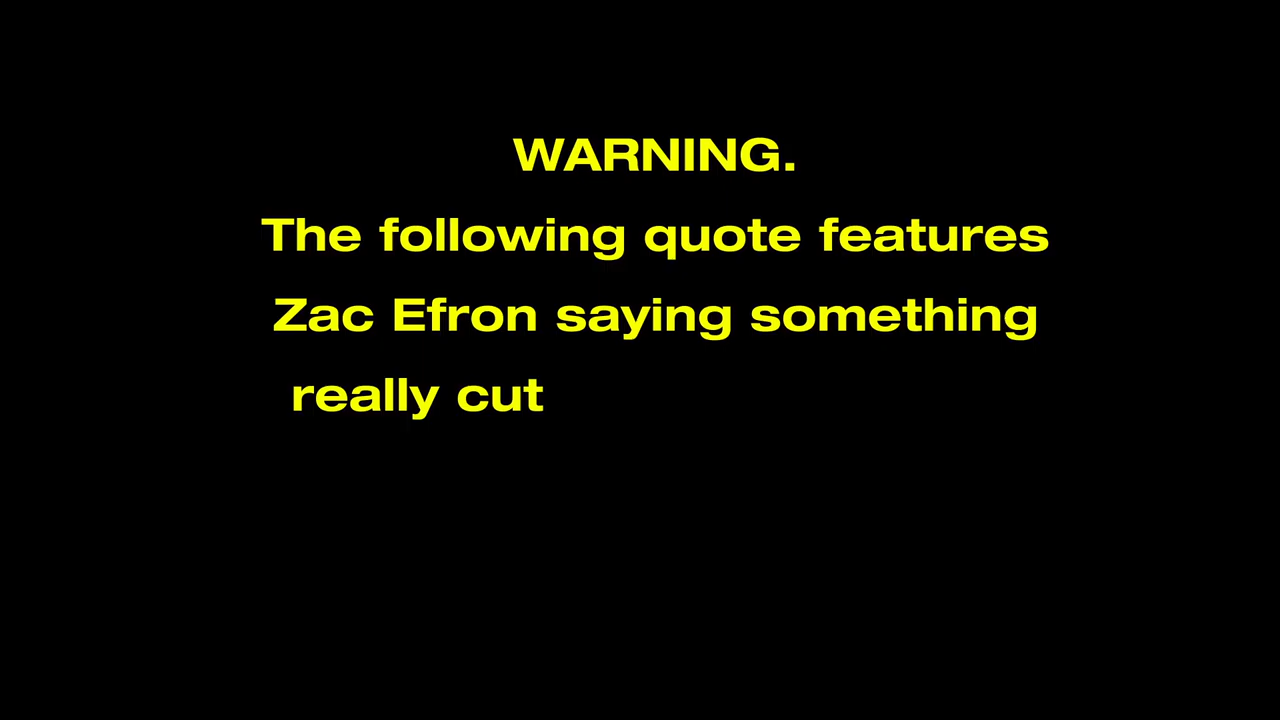 WARNING.
The following quote features
Zac Efron saying something
really cut